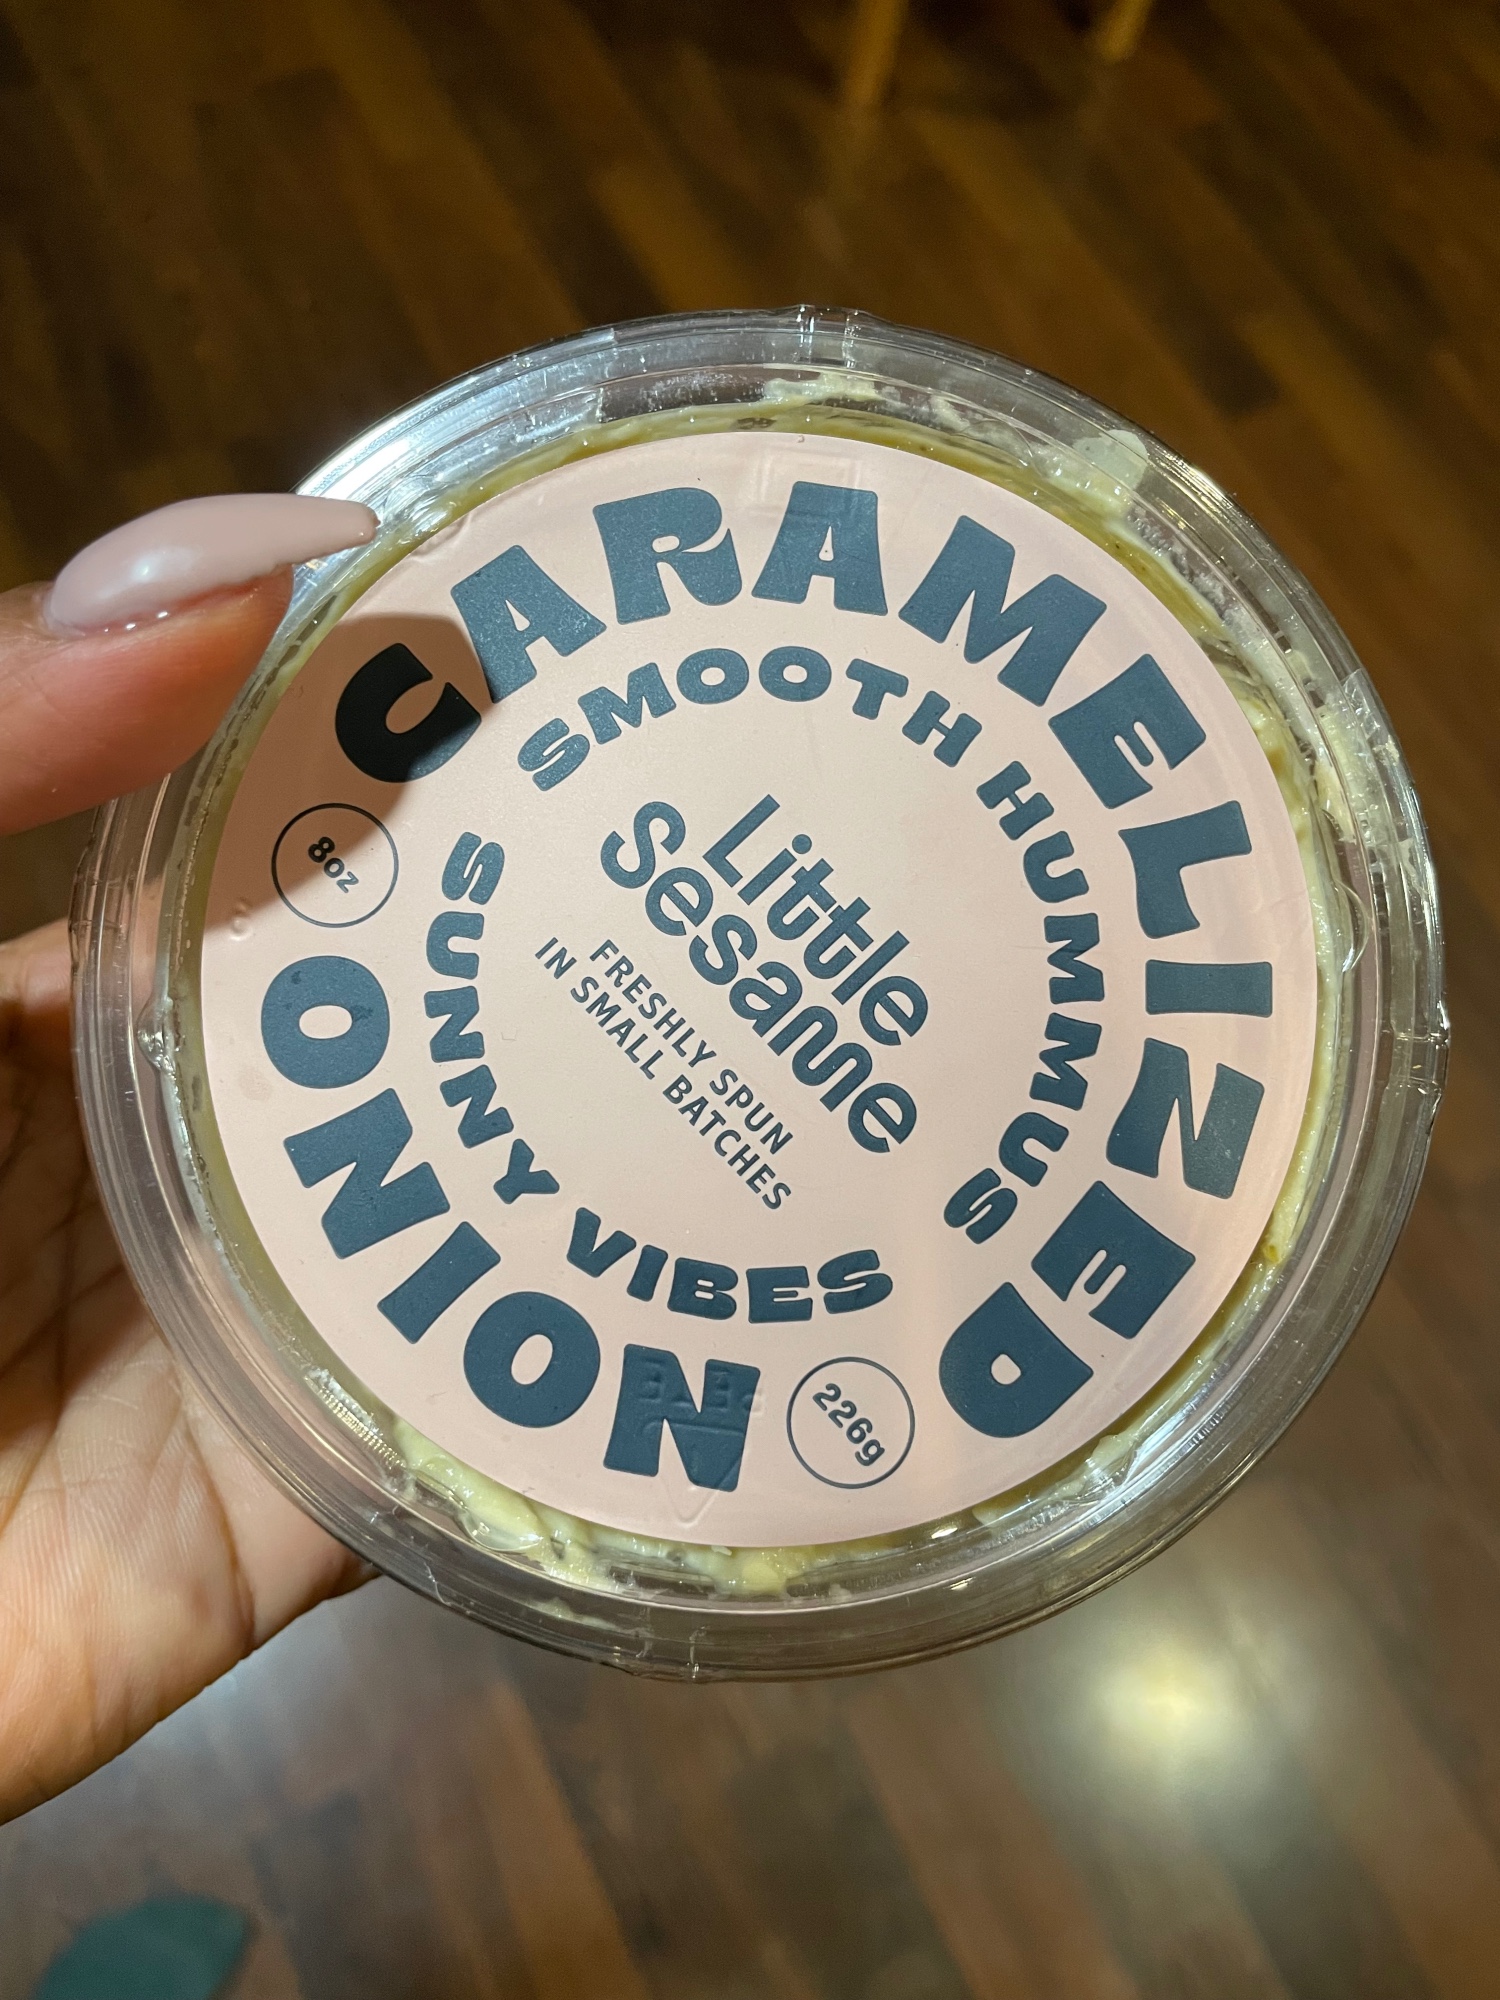 CARAMELIZED
ONION
SMOOTH HUMMUS
SUNNY VIBES
Little
Sesame
FRESHLY SPUN
IN SMALL BATCHES
8oz
226g